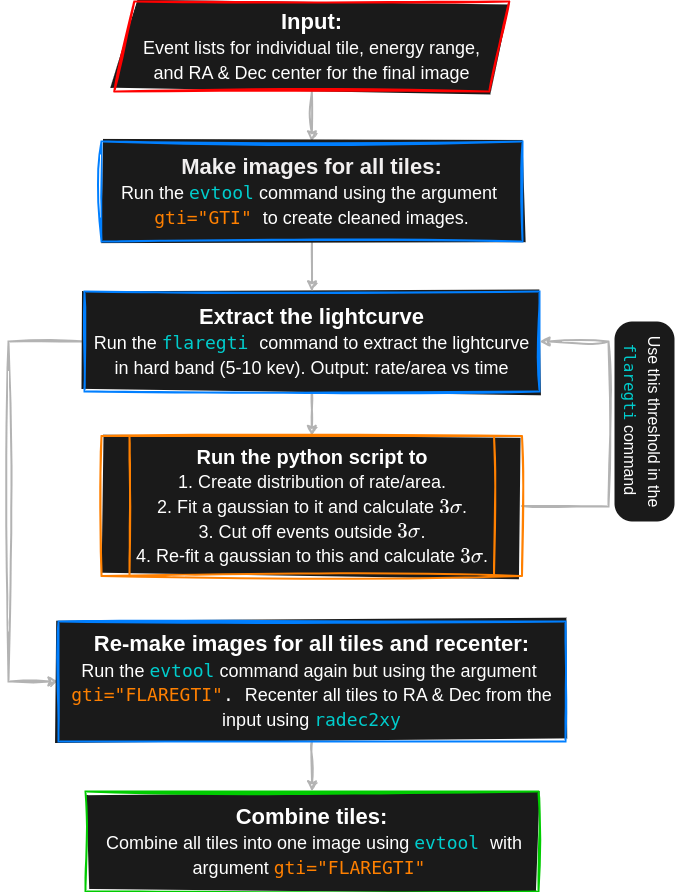 Input:
Event lists for individual tile, energy range,
and RA & Dec center for the final image
Make images for all tiles:
Run the evtool command using the argument
gti="GTI" to create cleaned images.
Extract the lightcurve
Run the flaregti command to extract the lightcurve
in hard band (5-10 kev). Output: rate/area vs time
Use this threshold in the
flaregti command
Run the python script to
1. Create distribution of rate/area.
2. Fit a gaussian to it and calculate 3σ.
3. Cut off events outside 3σ.
4. Re-fit a gaussian to this and calculate 3σ.
Re-make images for all tiles and recenter:
Run the evtool command again but using the argument
gti="FLAREGTI". Recenter all tiles to RA & Dec from the
input using radec2xy
Combine tiles:
Combine all tiles into one image using evtool with
argument gti="FLAREGTI"